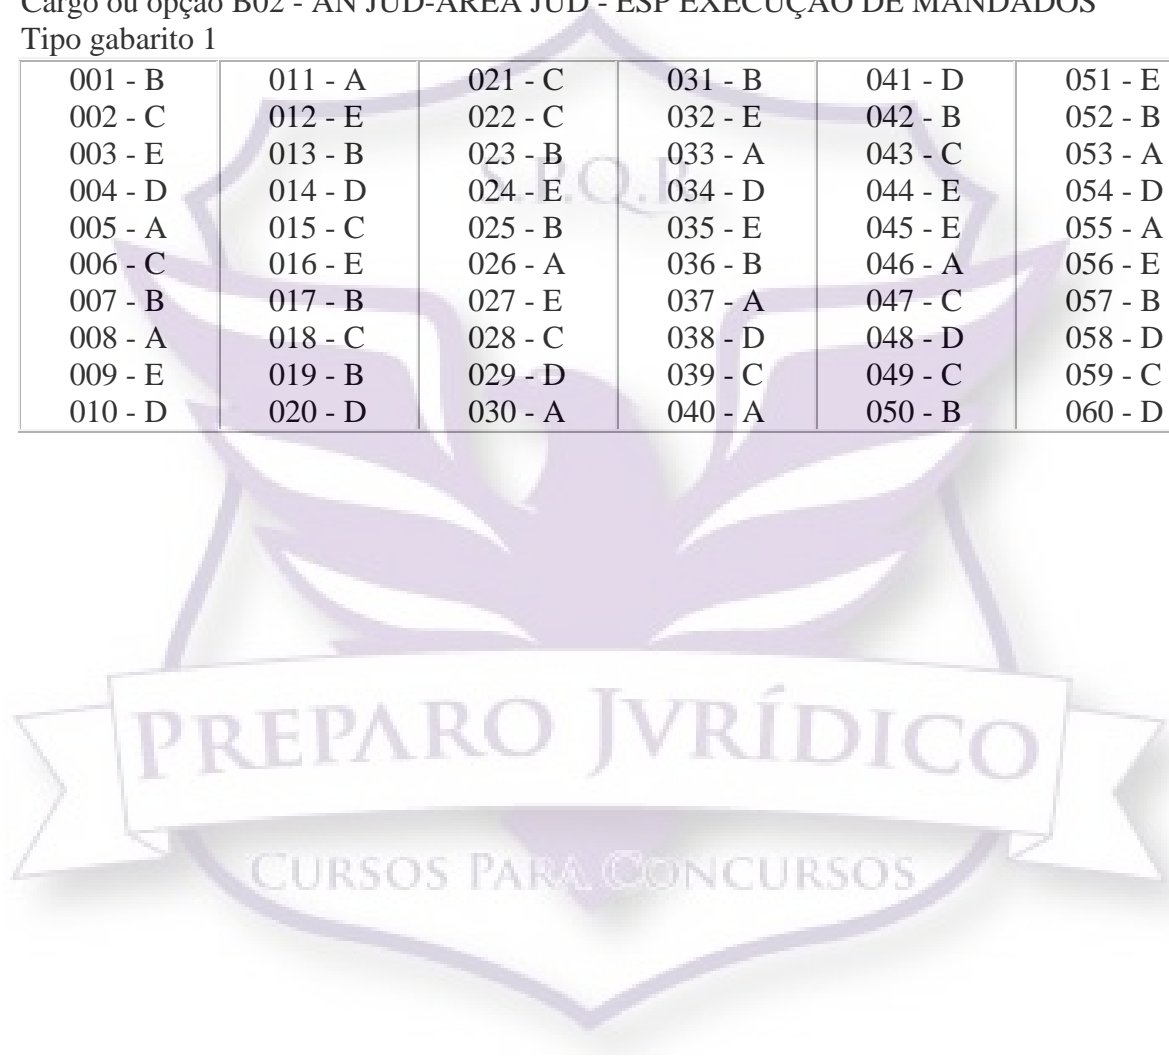 Cargo ou opção B02 - AN JUD-ÁREA JUD - ESP EXECUÇÃO DE MANDADOS
Tipo gabarito 1
001 - B 011 - A 021 - C 031 - B 041 - D 051 - E
002 - C 012 - E 022 - C 032 - E 042 - B 052 - B
003 - E 013 - B 023 - B 033 - A 043 - C 053 - A
004 - D 014 - D 024 - E 034 - D 044 - E 054 - D
005 - A 015 - C 025 - B 035 - E 045 - E 055 - A
006 - C 016 - E 026 - A 036 - B 046 - A 056 - E
007 - B 017 - B 027 - E 037 - A 047 - C 057 - B
008 - A 018 - C 028 - C 038 - D 048 - D 058 - D
009 - E 019 - B 029 - D 039 - C 049 - C 059 - C
010 - D 020 - D 030 - A 040 - A 050 - B 060 - D
S.P.Q.R.
PREPARO JVRÍDICO
CURSOS PARA CONCURSOS